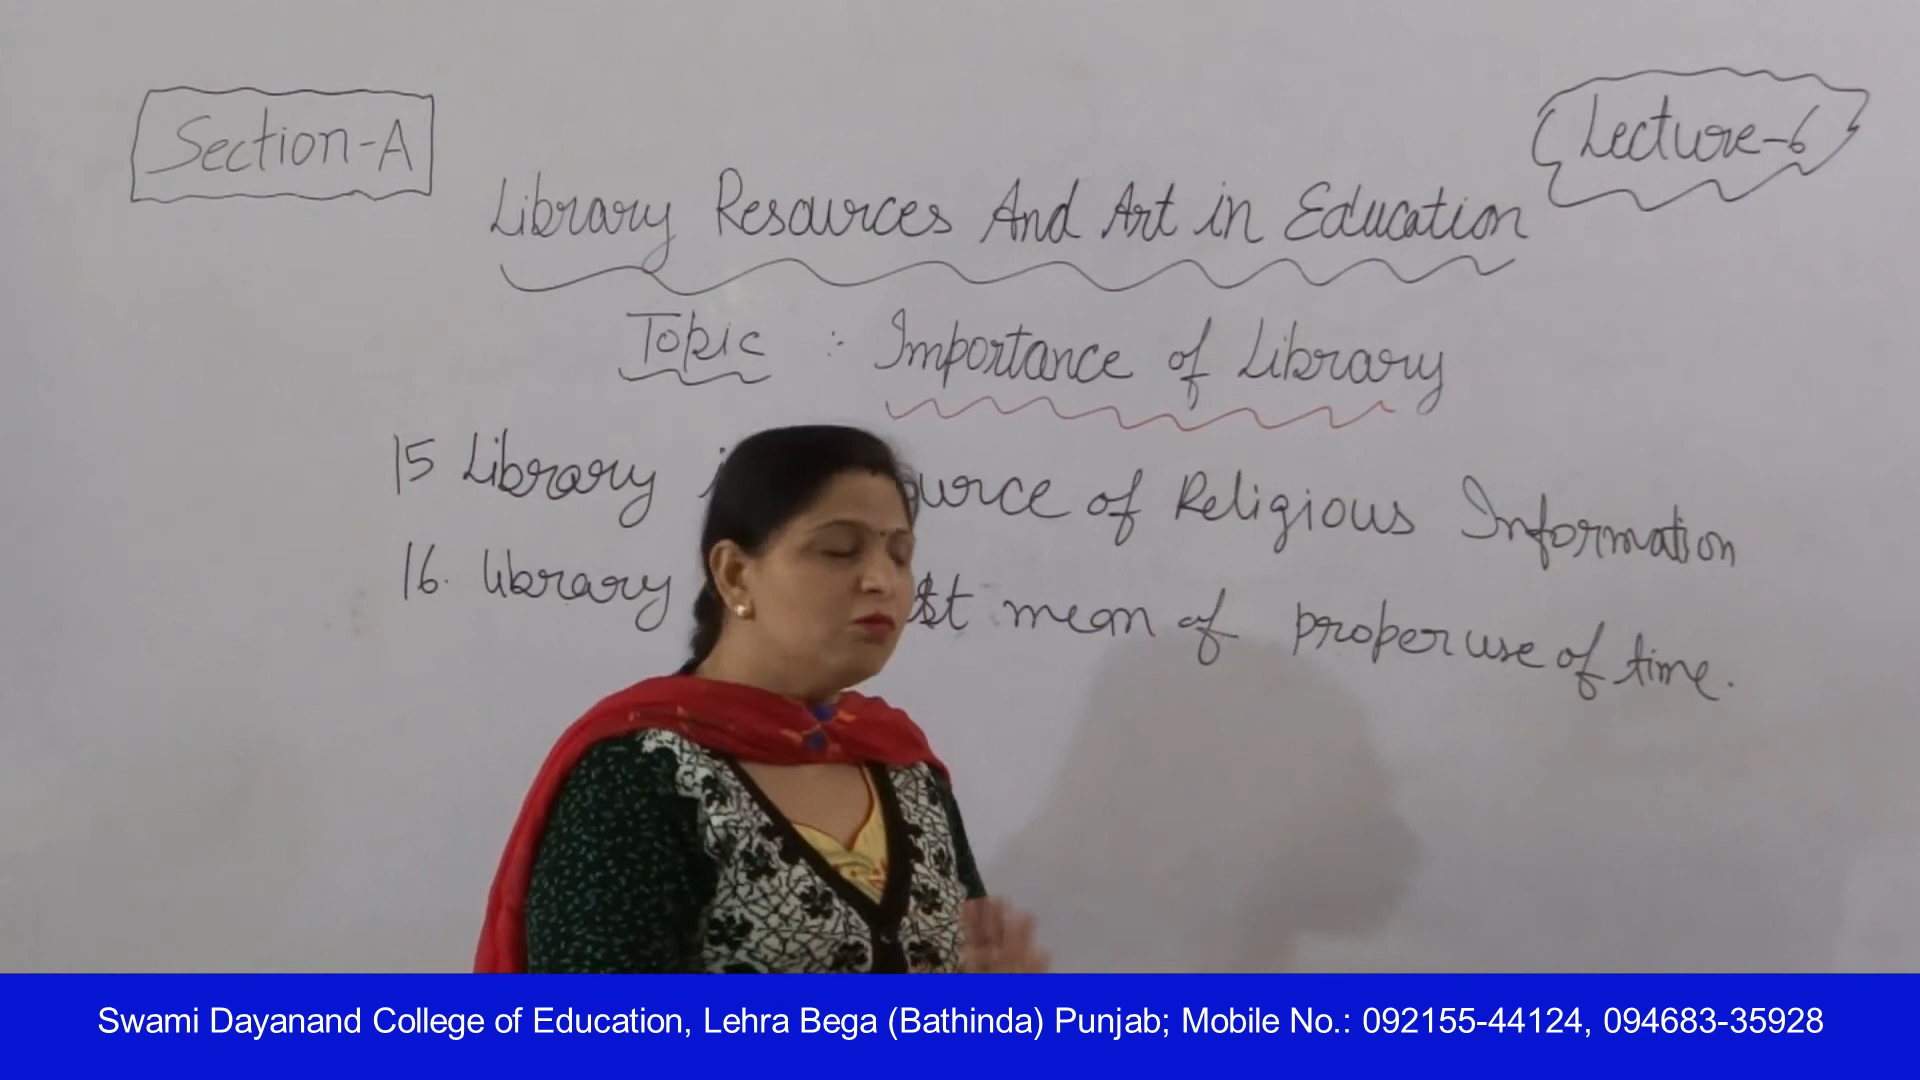 Section-A
Lecture-6
Library Resources And Art in Education
Topic : Importance of Library
15 Library of Religious Information
16. library mean of proper use of time.
Swami Dayanand College of Education, Lehra Bega (Bathinda) Punjab; Mobile No.: 092155-44124, 094683-35928